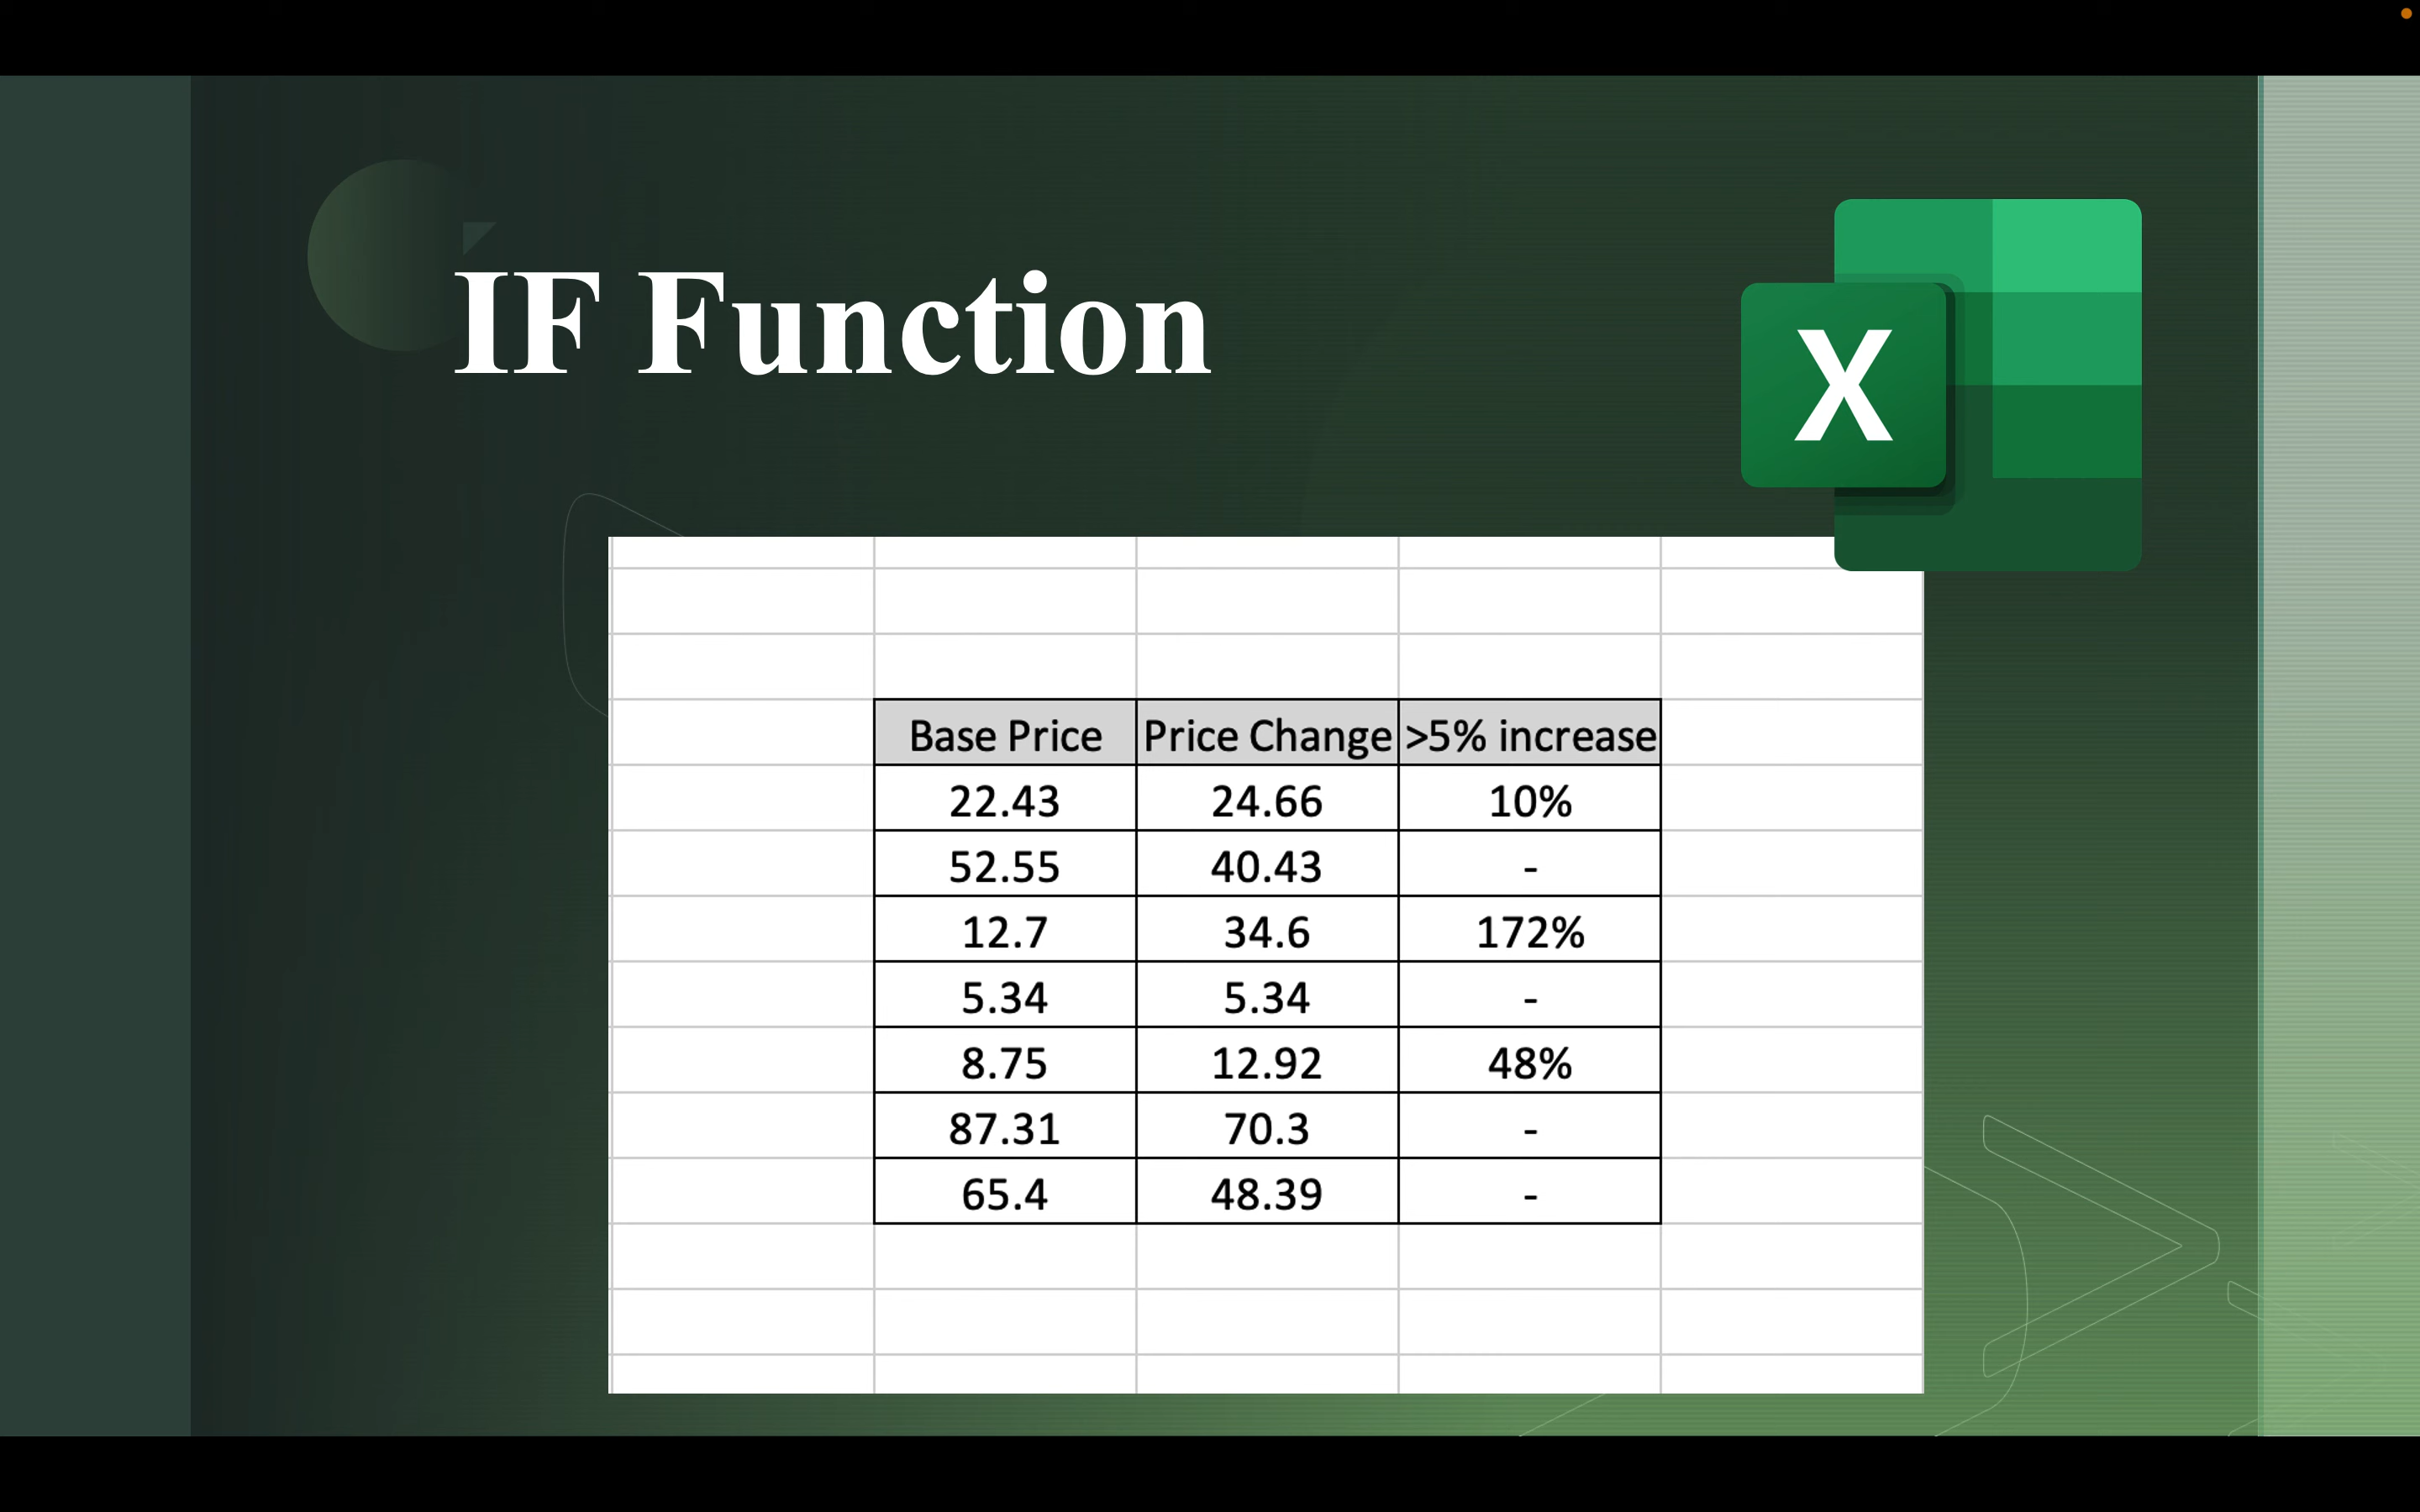 IF Function
X
Base Price Price Change >5% increase
22.43 24.66 10%
52.55 40.43 -
12.7 34.6 172%
5.34 5.34 -
8.75 12.92 48%
87.31 70.3 -
65.4 48.39 -